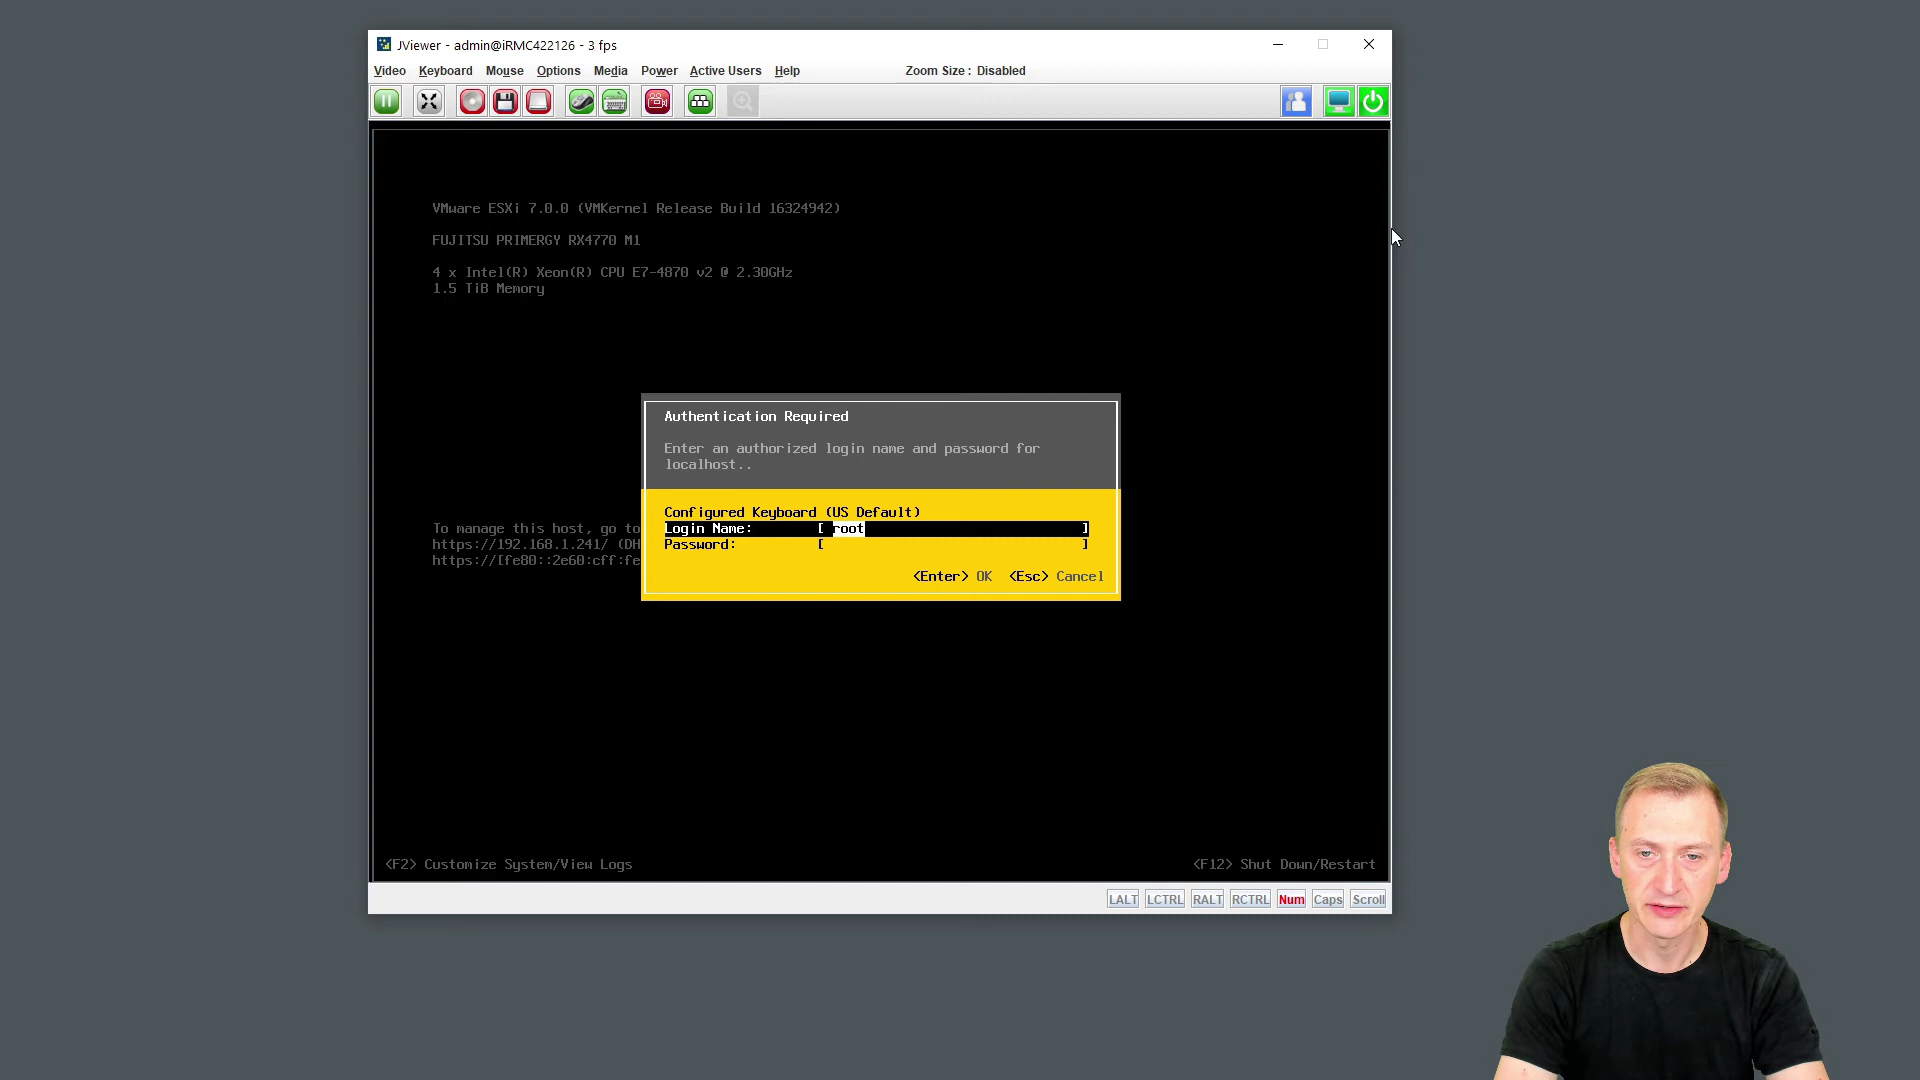 JViewer - admin@iRMC422126 - 3 fps
Video Keyboard Mouse Options Media Power Active Users Help Zoom Size : Disabled
VMware ESXi 7.0.0 (VMKernel Release Build 16324942)
FUJITSU PRIMERGY RX4770 M1
4 x Intel(R) Xeon(R) CPU E7-4870 v2 @ 2.30GHz
1.5 TiB Memory
Authentication Required
Enter an authorized login name and password for
localhost..
Configured Keyboard (US Default)
To manage this host, go to
Login Name: [ root ]
https://192.168.1.241/ (DH
Password: [ ]
https://[fe80::2e60:cff:fe
<Enter> OK <Esc> Cancel
<F2> Customize System/View Logs <F12> Shut Down/Restart
LALT LCTRL RALT RCTRL Num Caps Scroll